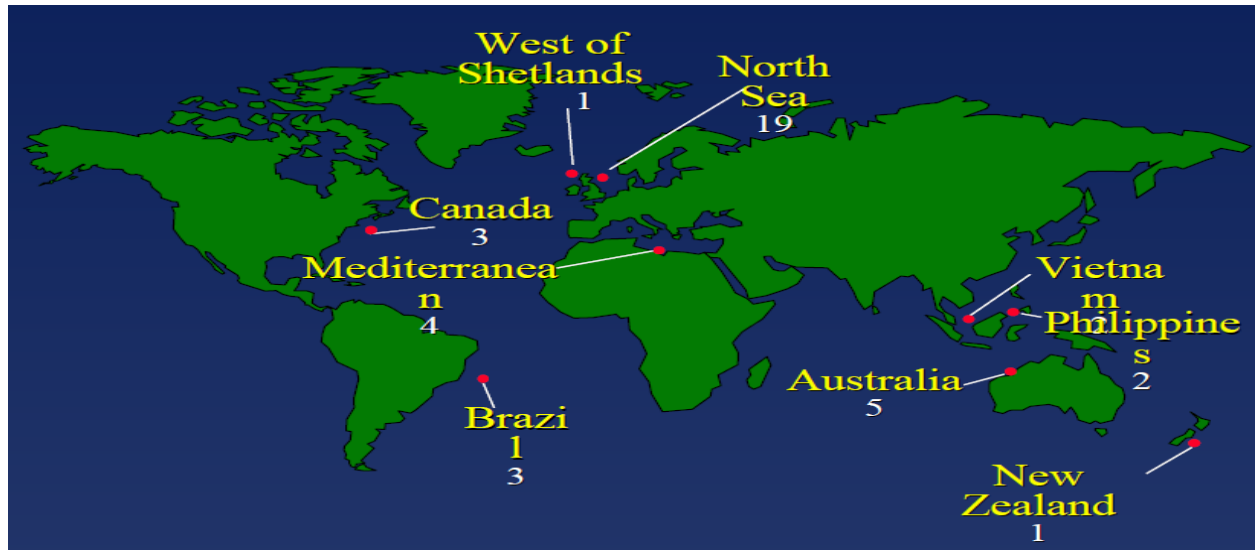 West of
Shetlands
1
North
Sea
19
Canada
3
Mediterranea
n
4
Brazi
l
3
Vietna
m
Philippine
s
2
Australia
5
New
Zealand
1